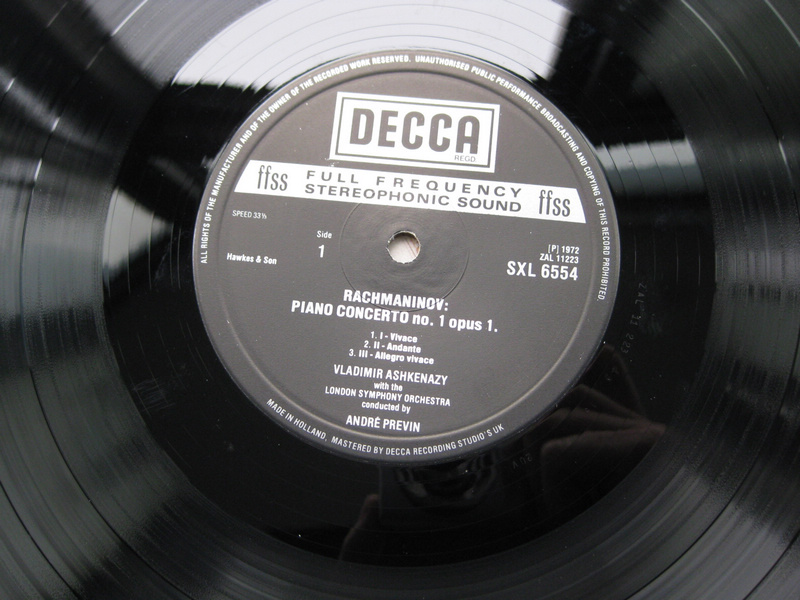 ALL RIGHTS OF THE MANUFACTURER AND OF THE OWNER OF THE RECORDED WORK RESERVED. UNAUTHORISED PUBLIC PERFORMANCE BROADCASTING AND COPYING OF THIS RECORD PROHIBITED.
DECCA
REGD
ffss FULL FREQUENCY STEREOPHONIC SOUND ffss
SPEED 33⅓
Side
1
[P] 1972
ZAL 11223
Hawkes & Son
SXL 6554
RACHMANINOV:
PIANO CONCERTO no. 1 opus 1.
1. I - Vivace
2. II - Andante
3. III - Allegro vivace
VLADIMIR ASHKENAZY
with the
LONDON SYMPHONY ORCHESTRA
conducted by
ANDRÉ PREVIN
MADE IN HOLLAND, MASTERED BY DECCA RECORDING STUDIO'S UK